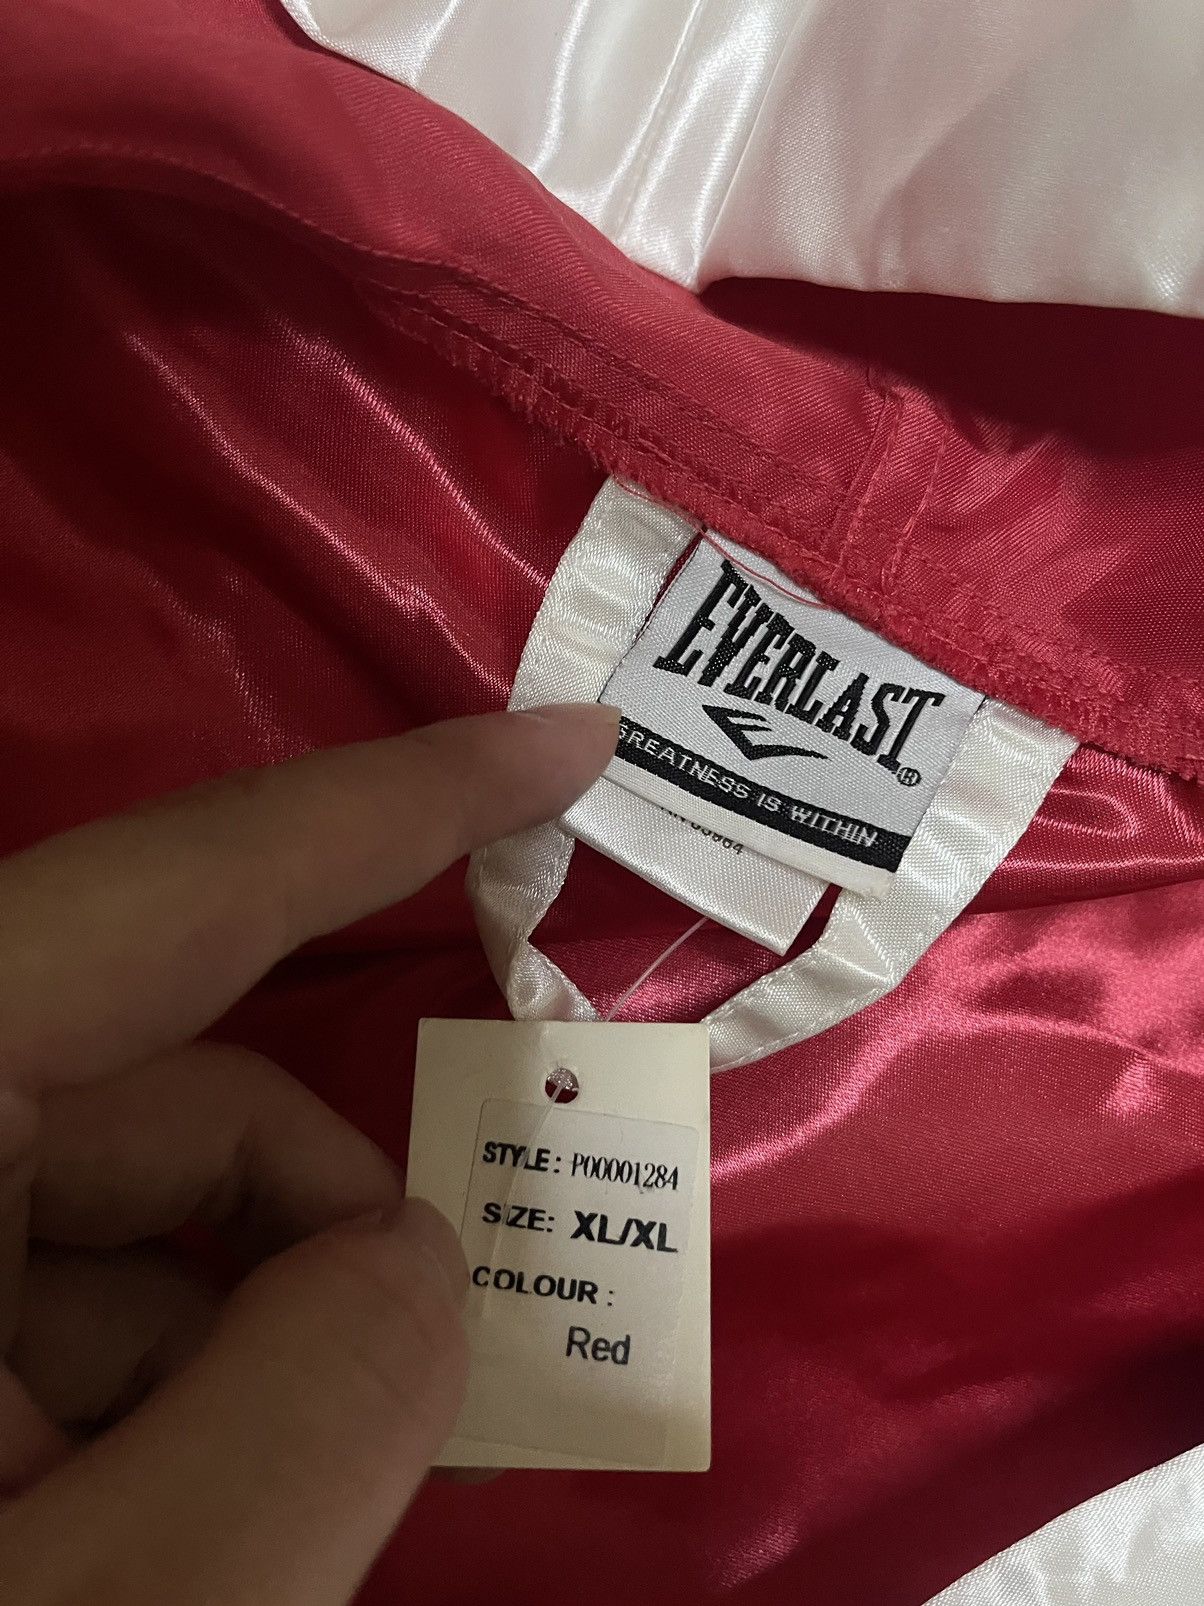 EVERLAST®
GREATNESS IS WITHIN
STYLE: P00001284
SIZE: XL/XL
COLOUR:
Red